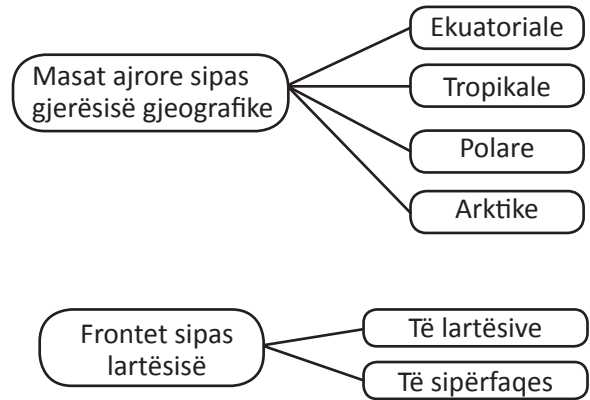 Masat ajrore sipas
gjerësisë gjeografike
Ekuatoriale
Tropikale
Polare
Arktike
Frontet sipas
lartësisë
Të lartësive
Të sipërfaqes